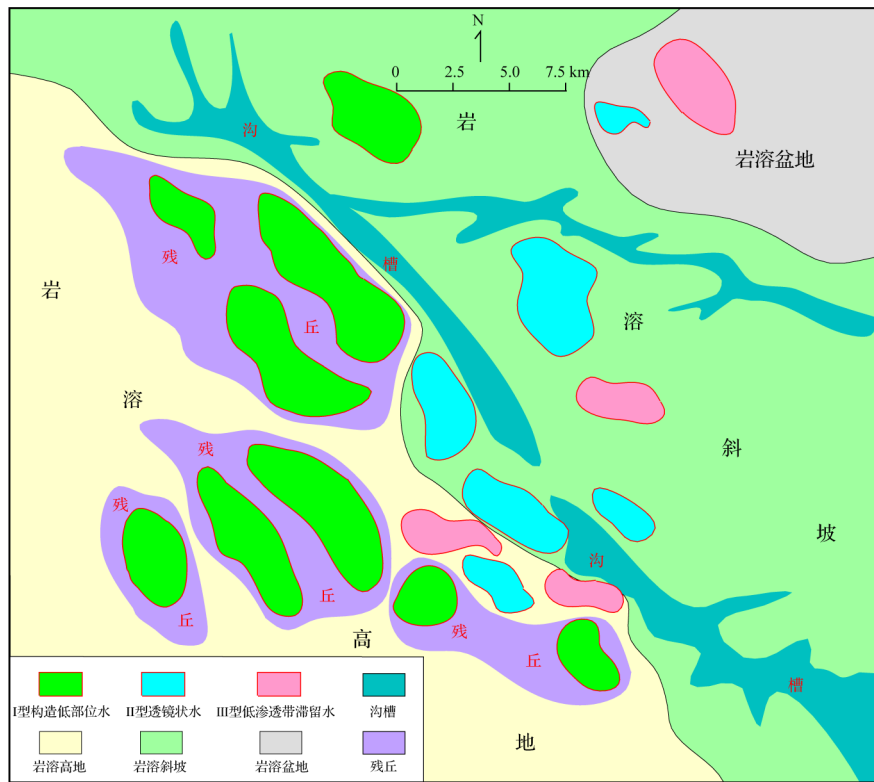 N
0 2.5 5.0 7.5 km
岩
沟
岩溶盆地
残
槽
岩
丘
溶
溶
残
斜
残
坡
沟
丘
丘
高
残
丘
槽
地
I型构造低部位水 II型透镜状水 III型低渗透带滞留水 沟槽
岩溶高地 岩溶斜坡 岩溶盆地 残丘